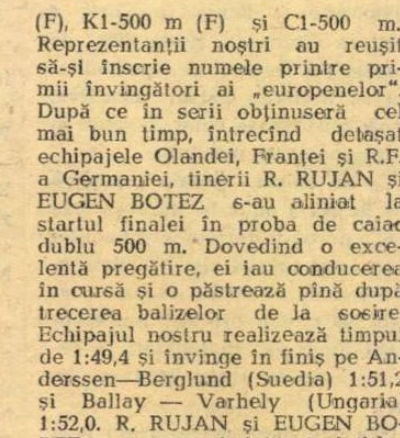 (F), K1-500 m (F) și C1-500 m.
Reprezentanții noștri au reușit
să-și înscrie numele printre pri-
mii învingători ai „europenelor“.
După ce în serii obținuseră cel
mai bun timp, întrecînd detașat
echipajele Olandei, Franței și R.F.
a Germaniei, tinerii R. RUJAN și
EUGEN BOTEZ s-au aliniat la
startul finalei în proba de caiac
dublu 500 m. Dovedind o exce-
lentă pregătire, ei iau conducerea
în cursă și o păstrează pînă după
trecerea balizelor de la sosire.
Echipajul nostru realizează timpul
de 1:49,4 și învinge în finiș pe An-
derssen—Berglund (Suedia) 1:51,2
și Ballay — Varhely (Ungaria
1:52,0. R. RUJAN și EUGEN BO-